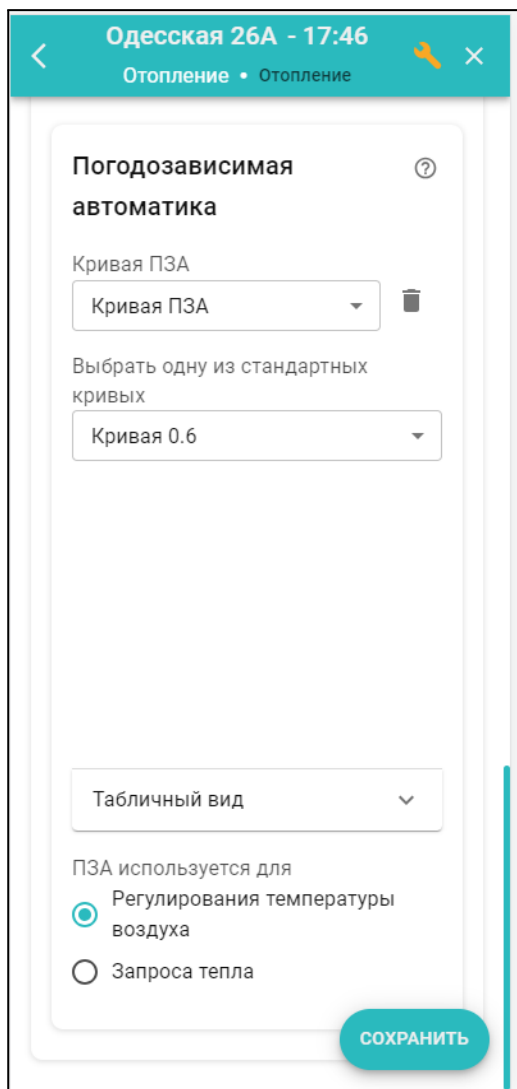 Одесская 26А - 17:46
Отопление • Отопление
Погодозависимая
автоматика
Кривая ПЗА
Кривая ПЗА
Выбрать одну из стандартных
кривых
Кривая 0.6
Табличный вид
ПЗА используется для
Регулирования температуры
воздуха
Запроса тепла
СОХРАНИТЬ